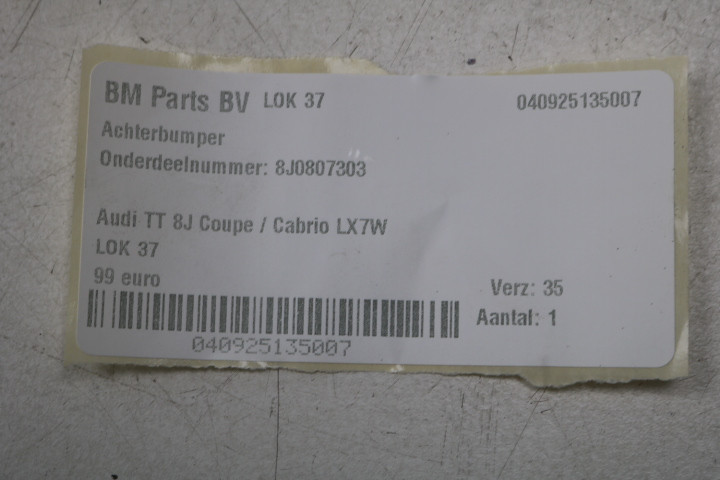 BM Parts BV LOK 37 040925135007
Achterbumper
Onderdeelnummer: 8J0807303
Audi TT 8J Coupe / Cabrio LX7W
LOK 37
99 euro
Verz: 35
Aantal: 1
040925135007